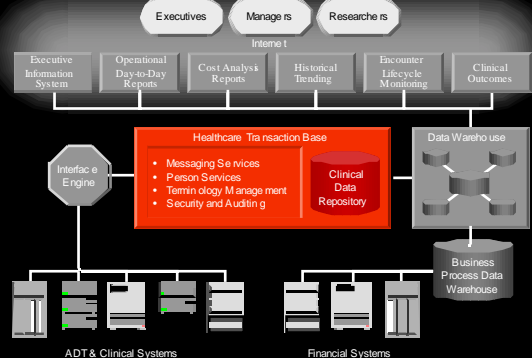 Executives
Managers
Researchers
Internet
Executive
Information
System
Operational
Day-to-Day
Reports
Cost Analysis
Reports
Historical
Trending
Encounter
Lifecycle
Monitoring
Clinical
Outcomes
Healthcare Transaction Base
• Messaging Services
• Person Services
• Terminology Management
• Security and Auditing
Clinical
Data
Repository
Data Warehouse
Interface
Engine
Business
Process Data
Warehouse
ADT & Clinical Systems
Financial Systems